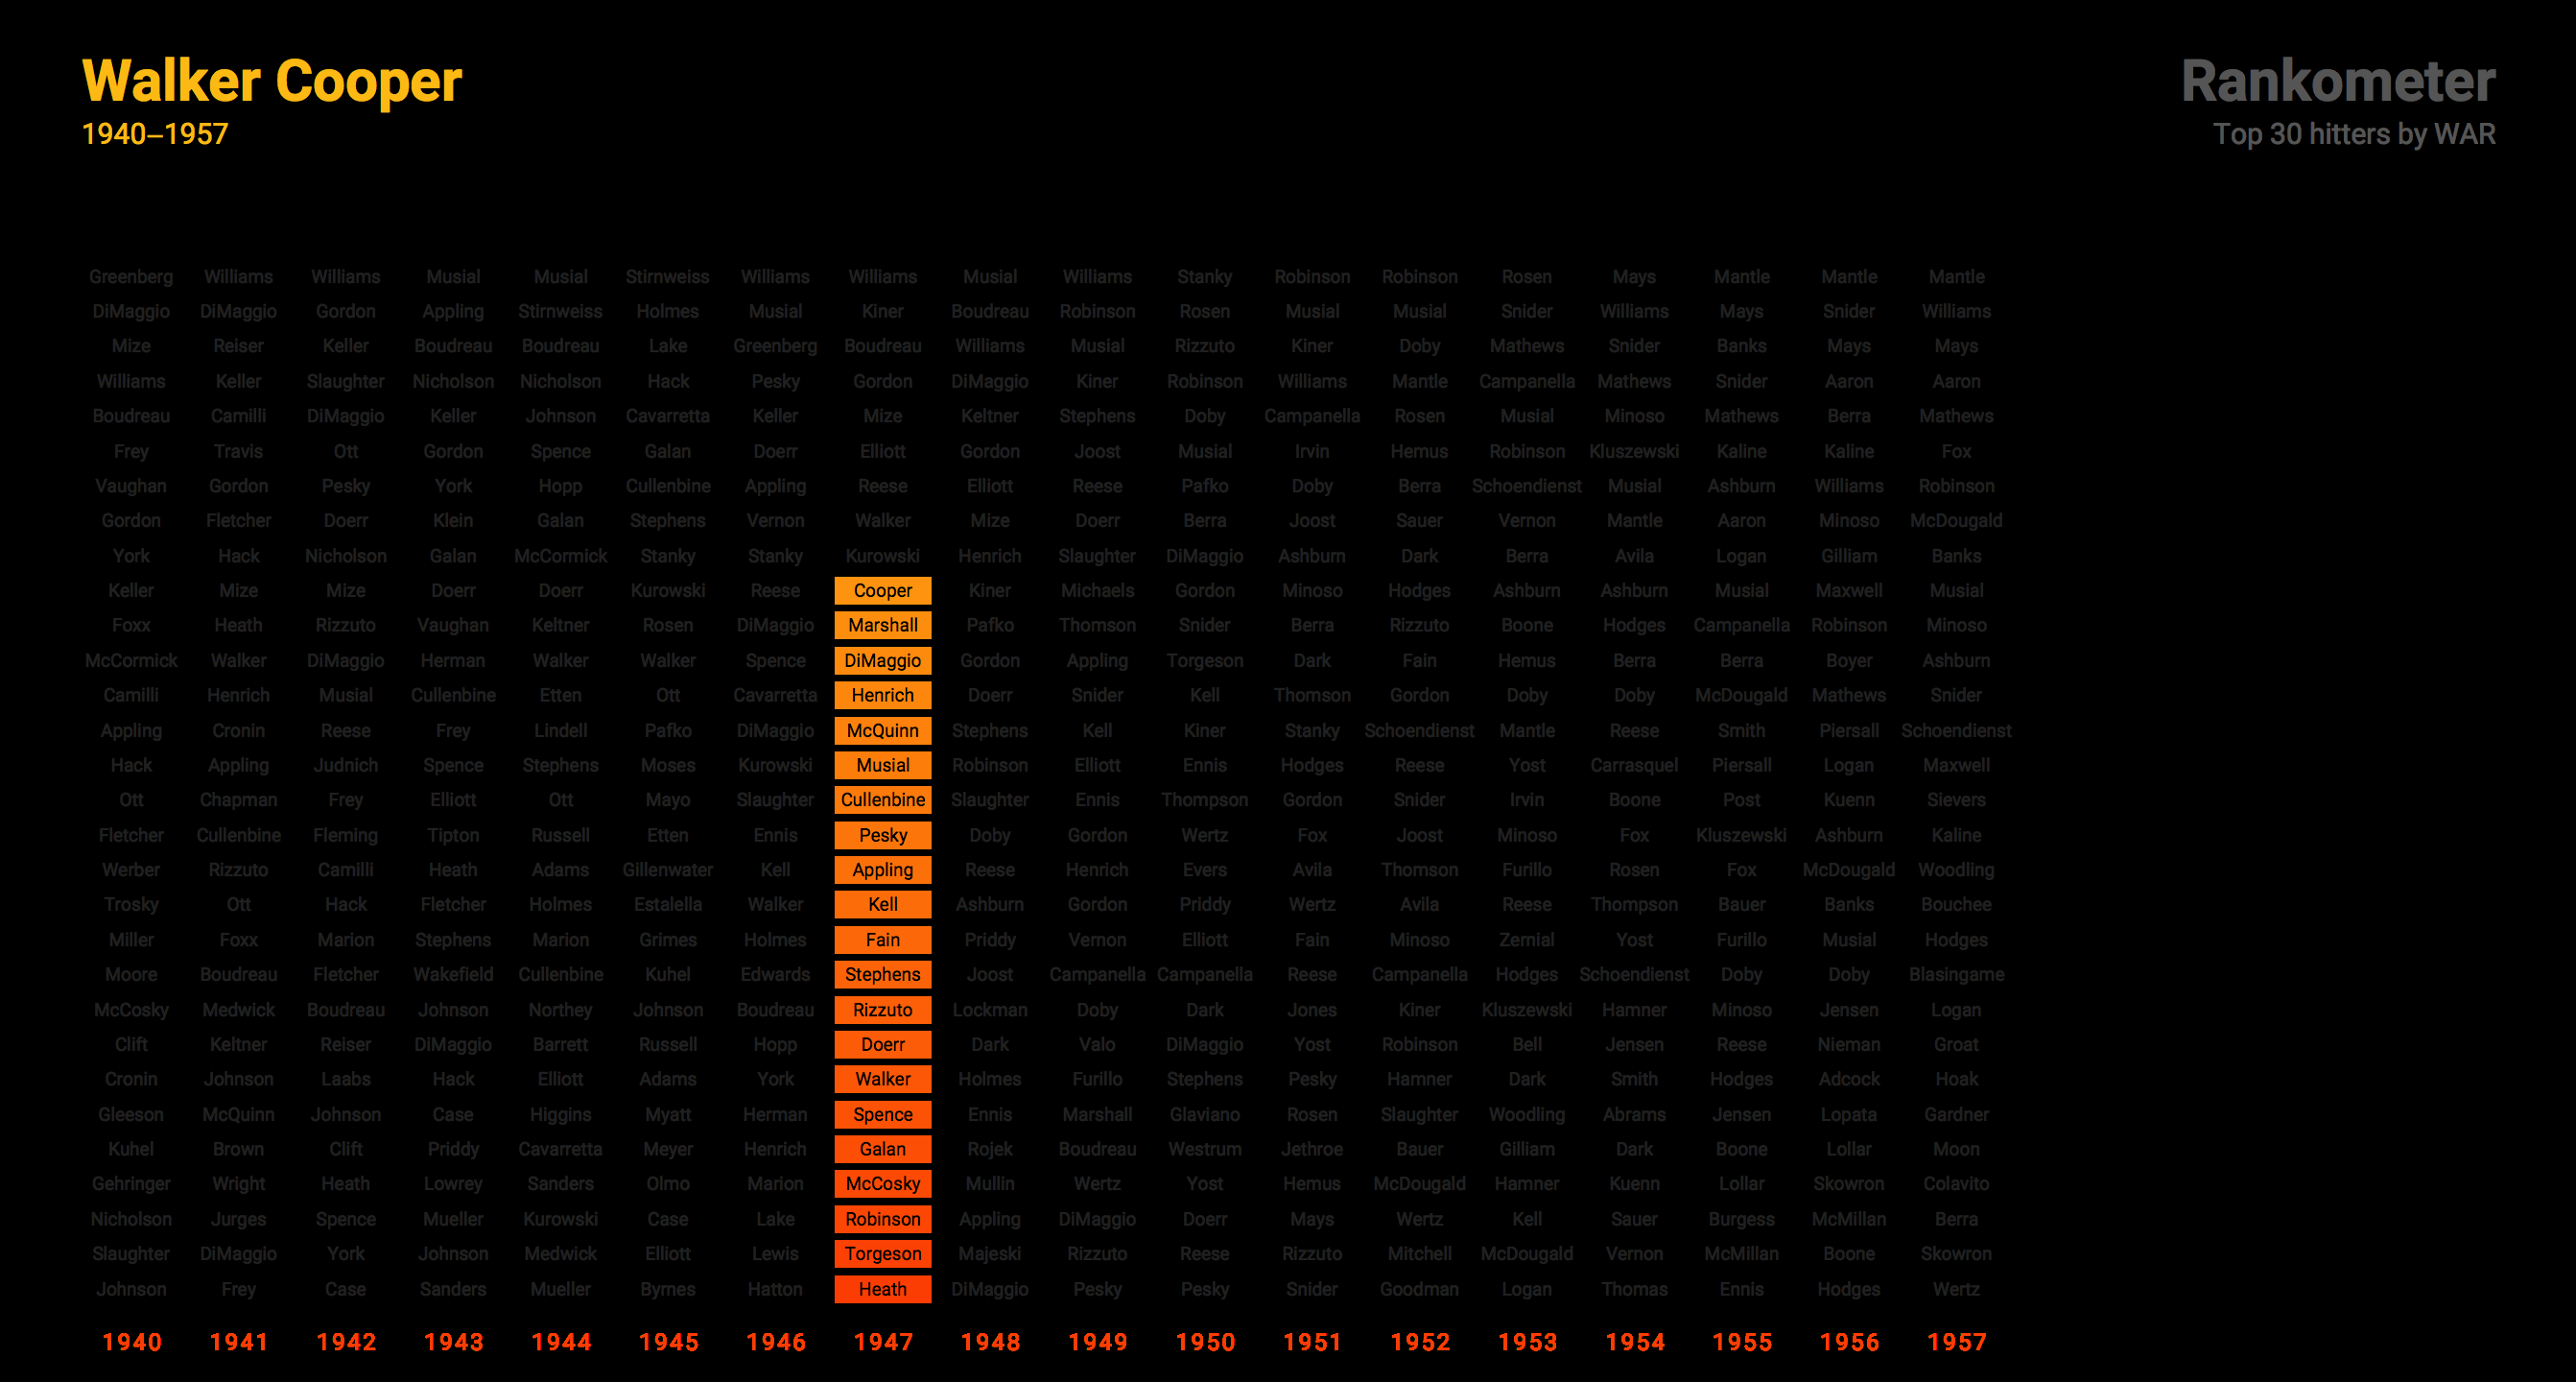 Walker Cooper
1940–1957
Rankometer
Top 30 hitters by WAR
Greenberg Williams Williams Musial Musial Stirnweiss Williams Williams Musial Williams Stanky Robinson Robinson Rosen Mays Mantle Mantle Mantle
DiMaggio DiMaggio Gordon Appling Stirnweiss Holmes Musial Kiner Boudreau Robinson Rosen Musial Musial Snider Williams Mays Snider Williams
Mize Reiser Keller Boudreau Boudreau Lake Greenberg Boudreau Williams Musial Rizzuto Kiner Doby Mathews Snider Banks Mays Mays
Williams Keller Slaughter Nicholson Nicholson Hack Pesky Gordon DiMaggio Kiner Robinson Williams Mantle Campanella Mathews Snider Aaron Aaron
Boudreau Camilli DiMaggio Keller Johnson Cavarretta Keller Mize Keltner Stephens Doby Campanella Rosen Musial Minoso Mathews Berra Mathews
Frey Travis Ott Gordon Spence Galan Doerr Elliott Gordon Joost Musial Irvin Hemus Robinson Kluszewski Kaline Kaline Fox
Vaughan Gordon Pesky York Hopp Cullenbine Appling Reese Elliott Reese Pafko Doby Berra Schoendienst Musial Ashburn Williams Robinson
Gordon Fletcher Doerr Klein Galan Stephens Vernon Walker Mize Doerr Berra Joost Sauer Vernon Mantle Aaron Minoso McDougald
York Hack Nicholson Galan McCormick Stanky Stanky Kurowski Henrich Slaughter DiMaggio Ashburn Dark Berra Avila Logan Gilliam Banks
Keller Mize Mize Doerr Doerr Kurowski Reese Cooper Kiner Michaels Gordon Minoso Hodges Ashburn Ashburn Musial Maxwell Musial
Foxx Heath Rizzuto Vaughan Keltner Rosen DiMaggio Marshall Pafko Thomson Snider Berra Rizzuto Boone Hodges Campanella Robinson Minoso
McCormick Walker DiMaggio Herman Walker Walker Spence DiMaggio Gordon Appling Torgeson Dark Fain Hemus Berra Berra Boyer Ashburn
Camilli Henrich Musial Cullenbine Etten Ott Cavarretta Henrich Doerr Snider Kell Thomson Gordon Doby Doby McDougald Mathews Snider
Appling Cronin Reese Frey Lindell Pafko DiMaggio McQuinn Stephens Kell Kiner Stanky Schoendienst Mantle Reese Smith Piersall Schoendienst
Hack Appling Judnich Spence Stephens Moses Kurowski Musial Robinson Elliott Ennis Hodges Reese Yost Carrasquel Piersall Logan Maxwell
Ott Chapman Frey Elliott Ott Mayo Slaughter Cullenbine Slaughter Ennis Thompson Gordon Snider Irvin Boone Post Kuenn Sievers
Fletcher Cullenbine Fleming Tipton Russell Etten Ennis Pesky Doby Gordon Wertz Fox Joost Minoso Fox Kluszewski Ashburn Kaline
Werber Rizzuto Camilli Heath Adams Gillenwater Kell Appling Reese Henrich Evers Avila Thomson Furillo Rosen Fox McDougald Woodling
Trosky Ott Hack Fletcher Holmes Estalella Walker Kell Ashburn Gordon Priddy Wertz Avila Reese Thompson Bauer Banks Bouchee
Miller Foxx Marion Stephens Marion Grimes Holmes Fain Priddy Vernon Elliott Fain Minoso Zernial Yost Furillo Musial Hodges
Moore Boudreau Fletcher Wakefield Cullenbine Kuhel Edwards Stephens Joost Campanella Campanella Reese Campanella Hodges Schoendienst Doby Doby Blasingame
McCosky Medwick Boudreau Johnson Northey Johnson Boudreau Rizzuto Lockman Doby Dark Jones Kiner Kluszewski Hamner Minoso Jensen Logan
Clift Keltner Reiser DiMaggio Barrett Russell Hopp Doerr Dark Valo DiMaggio Yost Robinson Bell Jensen Reese Nieman Groat
Cronin Johnson Laabs Hack Elliott Adams York Walker Holmes Furillo Stephens Pesky Hamner Dark Smith Hodges Adcock Hoak
Gleeson McQuinn Johnson Case Higgins Myatt Herman Spence Ennis Marshall Glaviano Rosen Slaughter Woodling Abrams Jensen Lopata Gardner
Kuhel Brown Clift Priddy Cavarretta Meyer Henrich Galan Rojek Boudreau Westrum Jethroe Bauer Gilliam Dark Boone Lollar Moon
Gehringer Wright Heath Lowrey Sanders Olmo Marion McCosky Mullin Wertz Yost Hemus McDougald Hamner Kuenn Lollar Skowron Colavito
Nicholson Jurges Spence Mueller Kurowski Case Lake Robinson Appling DiMaggio Doerr Mays Wertz Kell Sauer Burgess McMillan Berra
Slaughter DiMaggio York Johnson Medwick Elliott Lewis Torgeson Majeski Rizzuto Reese Rizzuto Mitchell McDougald Vernon McMillan Boone Skowron
Johnson Frey Case Sanders Mueller Byrnes Hatton Heath DiMaggio Pesky Pesky Snider Goodman Logan Thomas Ennis Hodges Wertz
1940 1941 1942 1943 1944 1945 1946 1947 1948 1949 1950 1951 1952 1953 1954 1955 1956 1957